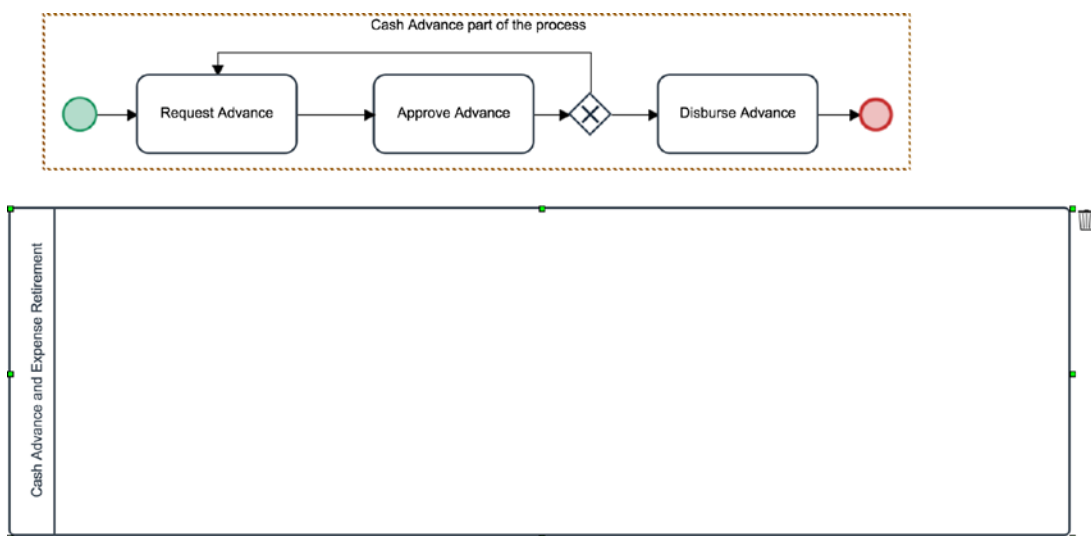 Cash Advance part of the process
Request Advance
Approve Advance
Disburse Advance
Cash Advance and Expense Retirement